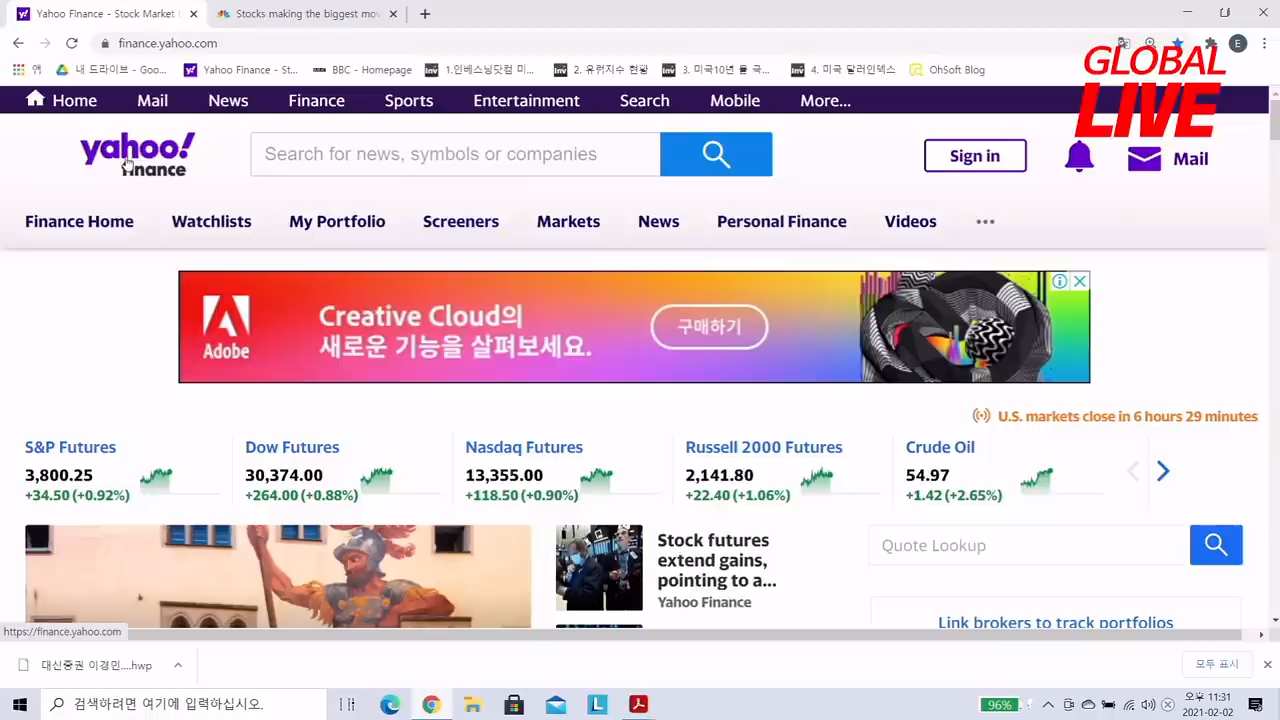 Yahoo Finance - Stock Market
Stocks making the biggest mo
finance.yahoo.com
E
앱
내 드라이브 - Goo...
Yahoo Finance - St...
BBC - Homepage
1.인베스팅닷컴 미...
2. 유럽지수 현황
3. 미국10년 물 국...
4. 미국 달러인덱스
OhSoft Blog
GLOBAL
LIVE
Home
Mail
News
Finance
Sports
Entertainment
Search
Mobile
More...
yahoo!
finance
Search for news, symbols or companies
Sign in
Mail
Finance Home
Watchlists
My Portfolio
Screeners
Markets
News
Personal Finance
Videos
Adobe
Creative Cloud의
새로운 기능을 살펴보세요.
구매하기
U.S. markets close in 6 hours 29 minutes
S&P Futures
3,800.25
+34.50 (+0.92%)
Dow Futures
30,374.00
+264.00 (+0.88%)
Nasdaq Futures
13,355.00
+118.50 (+0.90%)
Russell 2000 Futures
2,141.80
+22.40 (+1.06%)
Crude Oil
54.97
+1.42 (+2.65%)
Stock futures
extend gains,
pointing to a...
Yahoo Finance
Quote Lookup
Link brokers to track portfolios
https://finance.yahoo.com
대신증권 이경민....hwp
모두 표시
검색하려면 여기에 입력하십시오.
96%
오후 11:31
2021-02-02